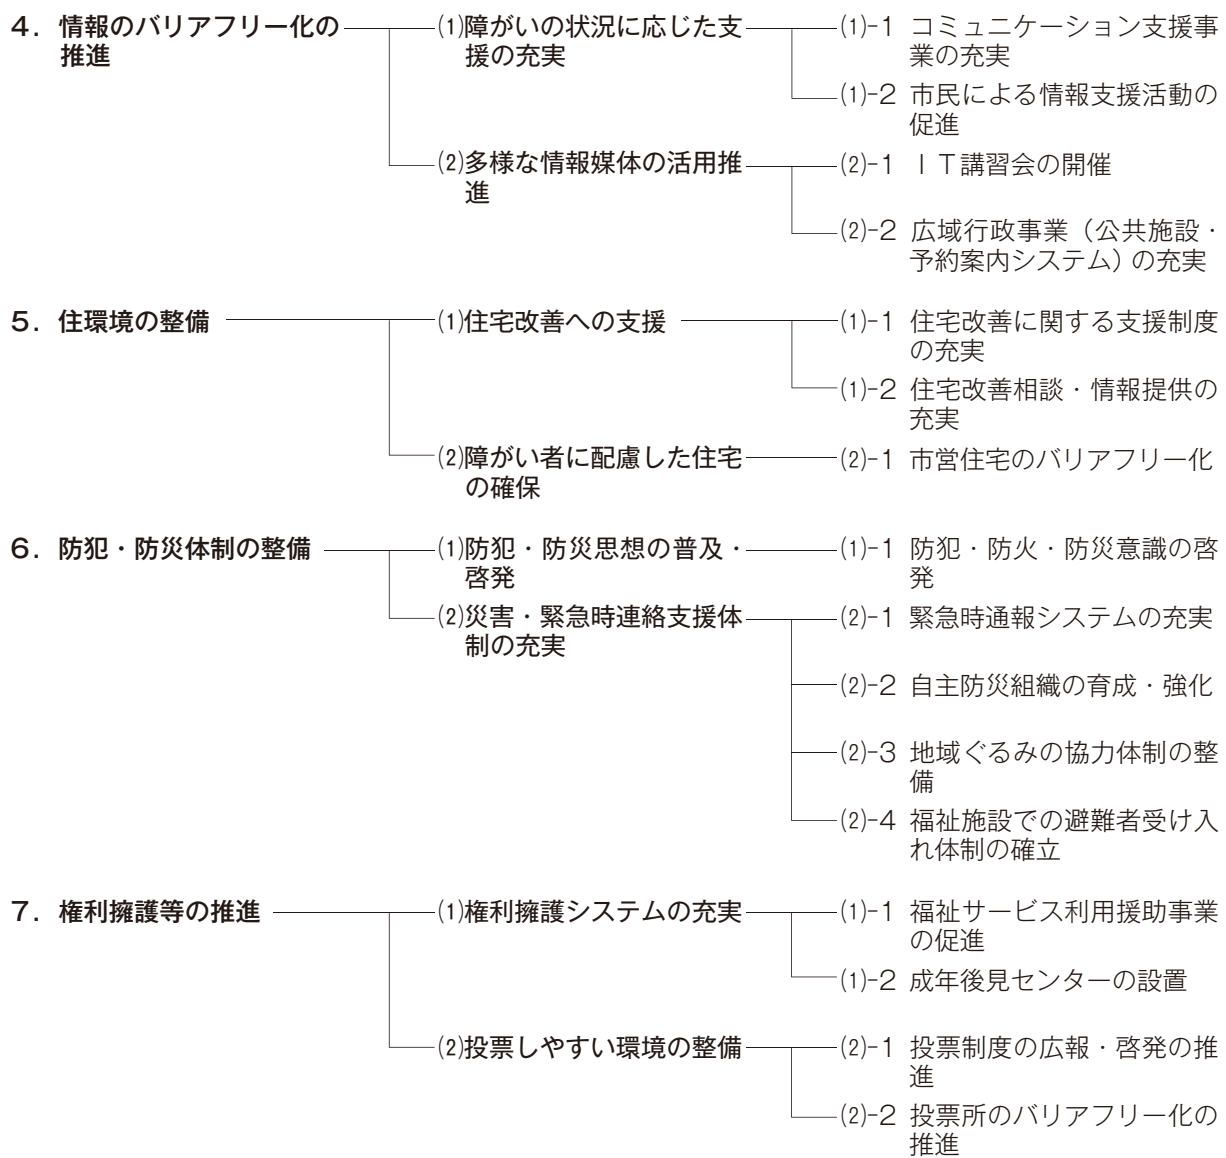 4．情報のバリアフリー化の
推進
⑴障がいの状況に応じた支
援の充実
⑴-1 コミュニケーション支援事
業の充実
⑴-2 市民による情報支援活動の
促進
⑵多様な情報媒体の活用推
進
⑵-1 ＩＴ講習会の開催
⑵-2 広域行政事業（公共施設・
予約案内システム）の充実
5．住環境の整備
⑴住宅改善への支援
⑴-1 住宅改善に関する支援制度
の充実
⑴-2 住宅改善相談・情報提供の
充実
⑵障がい者に配慮した住宅
の確保
⑵-1 市営住宅のバリアフリー化
6．防犯・防災体制の整備
⑴防犯・防災思想の普及・
啓発
⑴-1 防犯・防火・防災意識の啓
発
⑵災害・緊急時連絡支援体
制の充実
⑵-1 緊急時通報システムの充実
⑵-2 自主防災組織の育成・強化
⑵-3 地域ぐるみの協力体制の整
備
⑵-4 福祉施設での避難者受け入
れ体制の確立
7．権利擁護等の推進
⑴権利擁護システムの充実
⑴-1 福祉サービス利用援助事業
の促進
⑴-2 成年後見センターの設置
⑵投票しやすい環境の整備
⑵-1 投票制度の広報・啓発の推
進
⑵-2 投票所のバリアフリー化の
推進